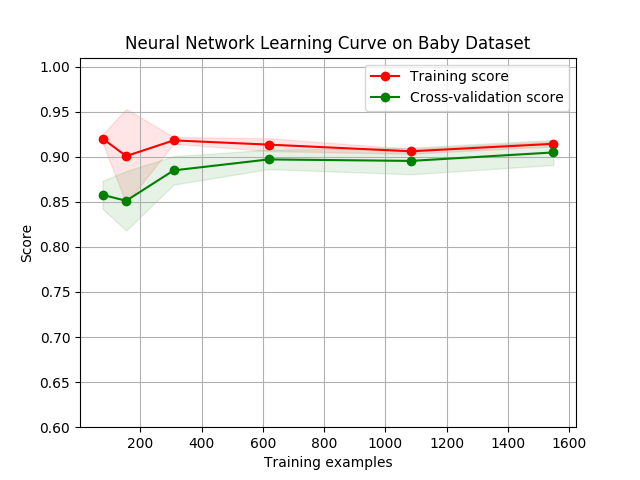 Neural Network Learning Curve on Baby Dataset
Training score
Cross-validation score
1.00
0.95
0.90
0.85
0.80
0.75
0.70
0.65
0.60
Score
200 400 600 800 1000 1200 1400 1600
Training examples